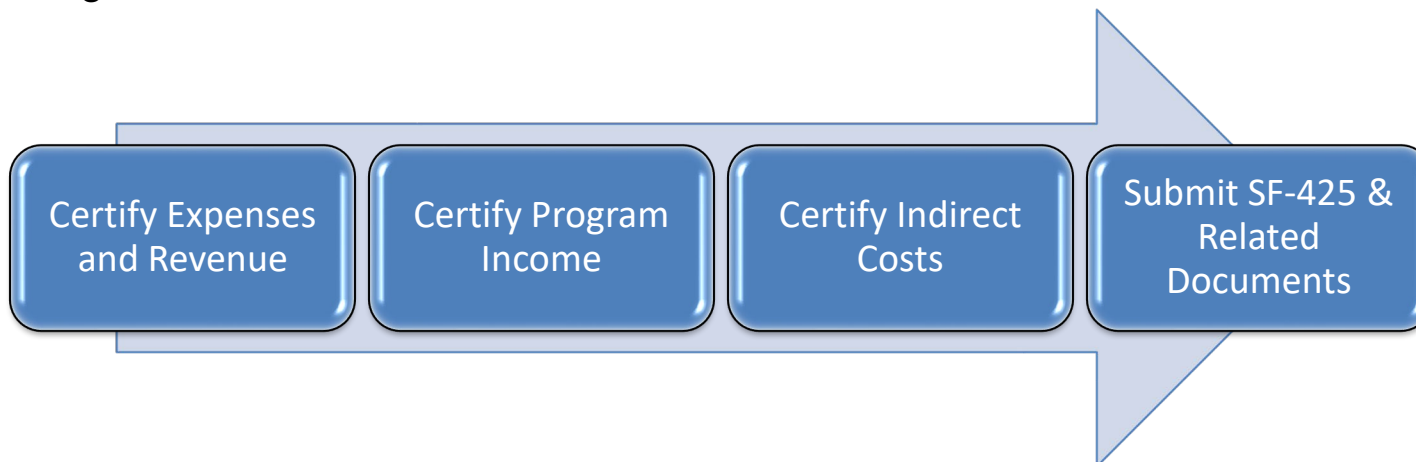 Certify Expenses
and Revenue
Certify Program
Income
Certify Indirect
Costs
Submit SF-425 &
Related
Documents